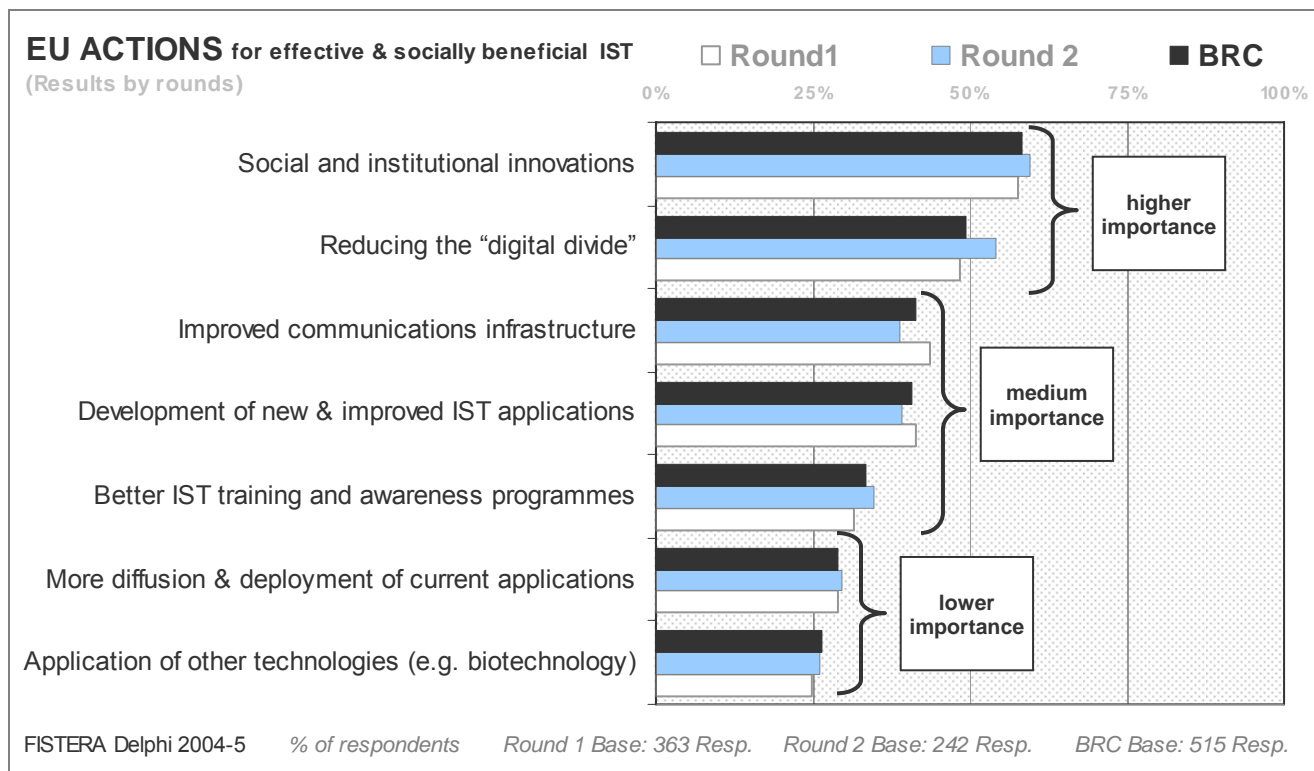 EU ACTIONS for effective & socially beneficial IST
(Results by rounds)
Round1 Round 2 BRC
0% 25% 50% 75% 100%
Social and institutional innovations
Reducing the “digital divide”
Improved communications infrastructure
Development of new & improved IST applications
Better IST training and awareness programmes
More diffusion & deployment of current applications
Application of other technologies (e.g. biotechnology)
higher
importance
medium
importance
lower
importance
FISTERA Delphi 2004-5 % of respondents Round 1 Base: 363 Resp. Round 2 Base: 242 Resp. BRC Base: 515 Resp.